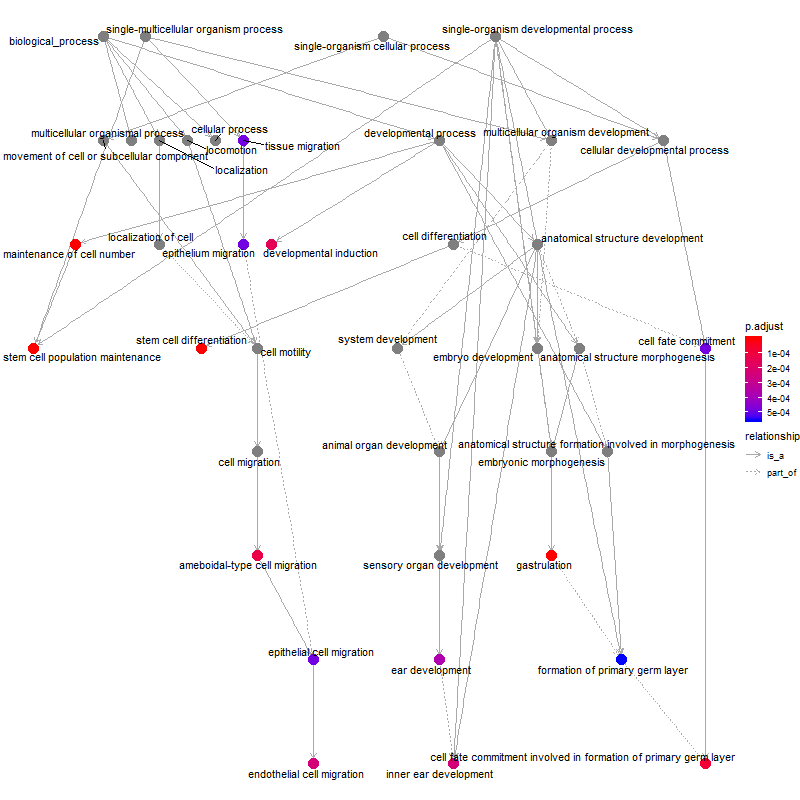 single-multicellular organism process
single-organism developmental process
biological_process
single-organism cellular process
multicellular organismal process
cellular process
developmental process
multicellular organism development
movement of cell or subcellular component
locomotion
tissue migration
cellular developmental process
localization
localization of cell
cell differentiation
anatomical structure development
maintenance of cell number
epithelium migration
developmental induction
stem cell differentiation
system development
cell fate commitment
stem cell population maintenance
cell motility
embryo development
anatomical structure morphogenesis
p.adjust
1e-04
2e-04
3e-04
4e-04
5e-04
relationship
is_a
part_of
animal organ development
anatomical structure formation involved in morphogenesis
cell migration
embryonic morphogenesis
ameboidal-type cell migration
sensory organ development
gastrulation
epithelial cell migration
ear development
formation of primary germ layer
cell fate commitment involved in formation of primary germ layer
endothelial cell migration
inner ear development